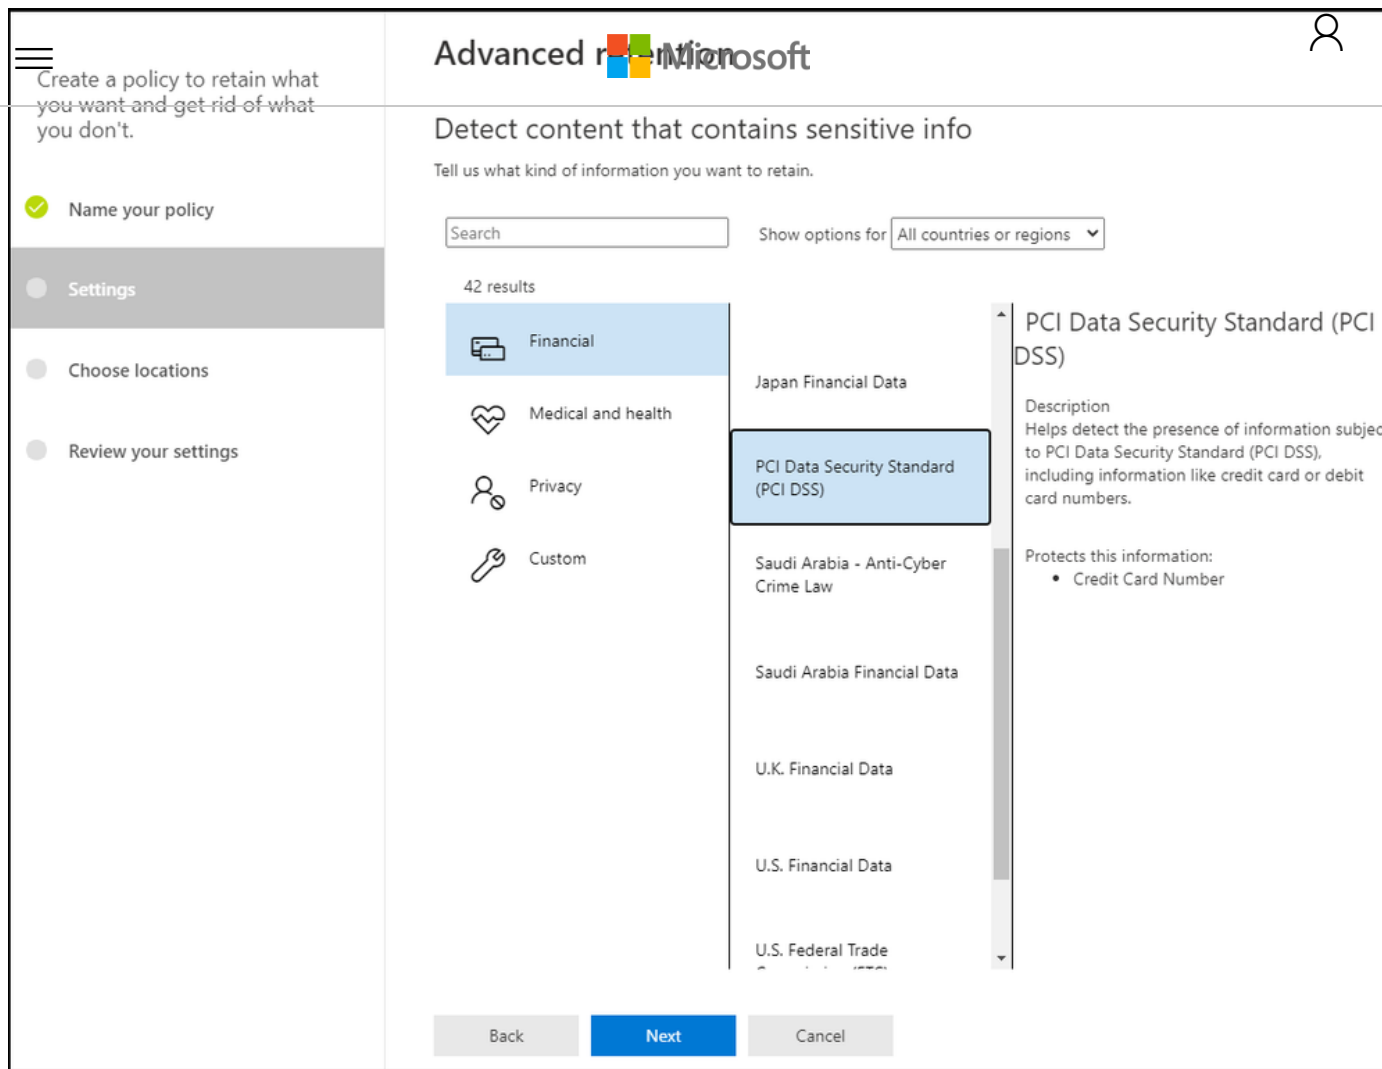 Create a policy to retain what
you want and get rid of what
you don't.
Name your policy
Settings
Choose locations
Review your settings
Advanced retention
Microsoft
Detect content that contains sensitive info
Tell us what kind of information you want to retain.
Search
Show options for All countries or regions
42 results
Financial
Medical and health
Privacy
Custom
Japan Financial Data
PCI Data Security Standard
(PCI DSS)
Saudi Arabia - Anti-Cyber
Crime Law
Saudi Arabia Financial Data
U.K. Financial Data
U.S. Financial Data
U.S. Federal Trade
PCI Data Security Standard (PCI
DSS)
Description
Helps detect the presence of information subjec
to PCI Data Security Standard (PCI DSS),
including information like credit card or debit
card numbers.
Protects this information:
• Credit Card Number
Back
Next
Cancel